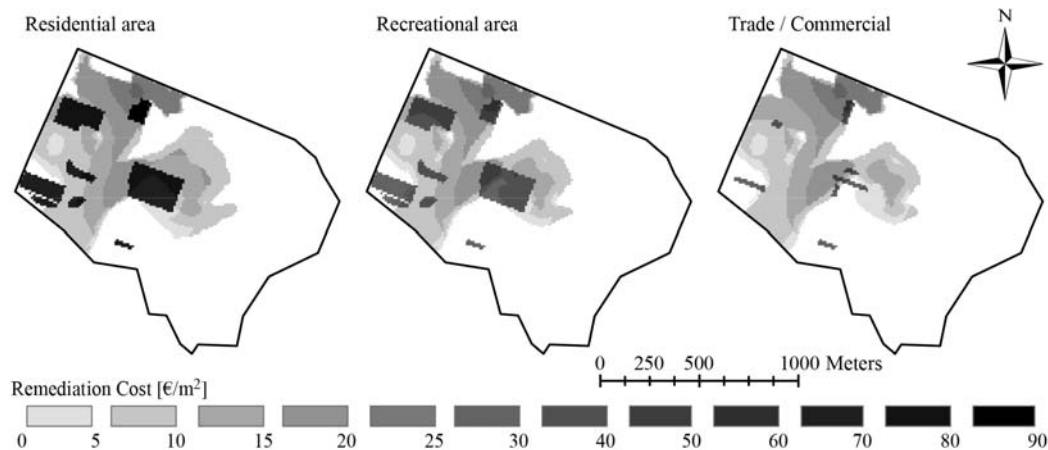 Residential area
Recreational area
Trade / Commercial
N
0 250 500 1000 Meters
Remediation Cost [€/m²]
0 5 10 15 20 25 30 40 50 60 70 80 90